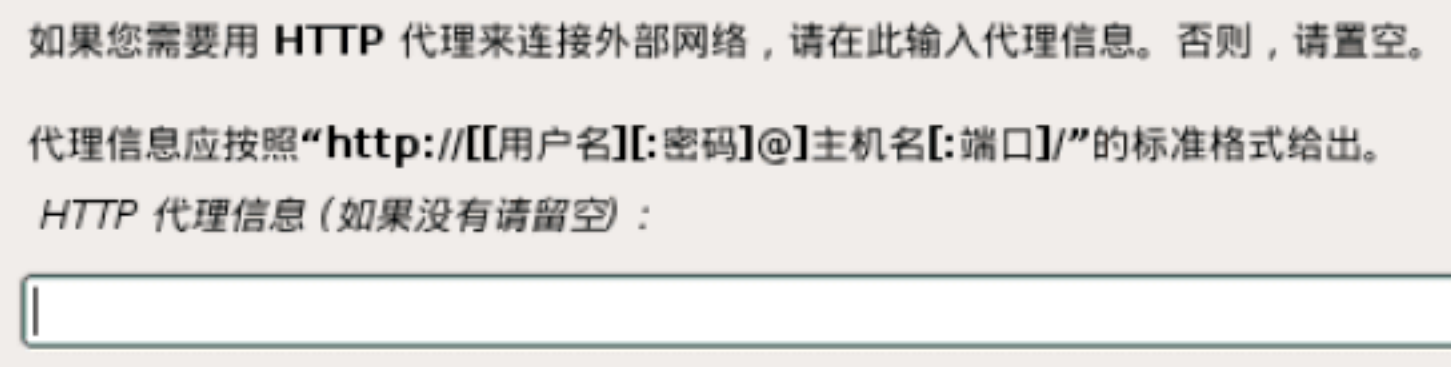 如果您需要用 HTTP 代理来连接外部网络，请在此输入代理信息。否则，请置空。
代理信息应按照“http://[[用户名][:密码]@]主机名[:端口]/”的标准格式给出。
HTTP 代理信息（如果没有请留空）：